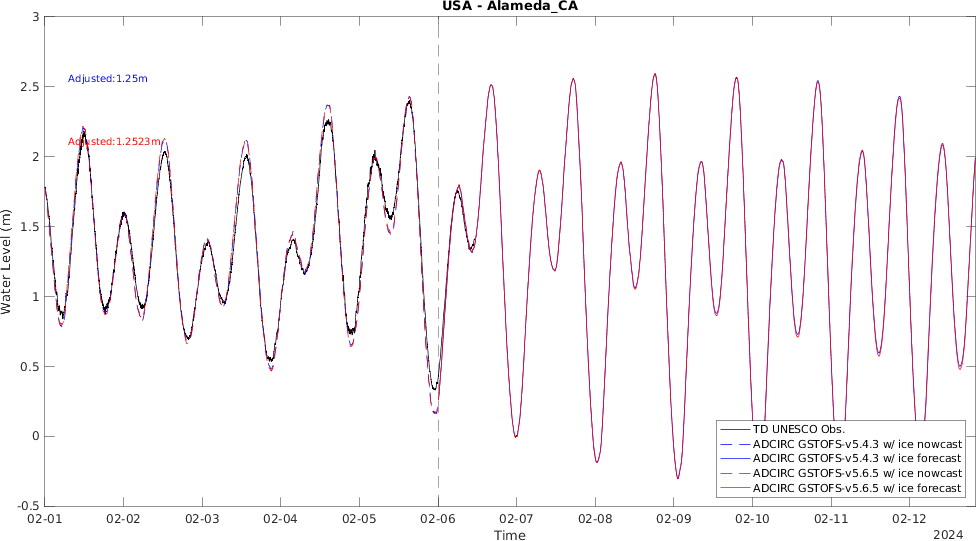 USA - Alameda_CA
3
2.5
2
1.5
1
0.5
0
-0.5
Water Level (m)
Adjusted:1.25m
Adjusted:1.2523m
TD UNESCO Obs.
ADCIRC GSTOFS-v5.4.3 w/ ice nowcast
ADCIRC GSTOFS-v5.4.3 w/ ice forecast
ADCIRC GSTOFS-v5.6.5 w/ ice nowcast
ADCIRC GSTOFS-v5.6.5 w/ ice forecast
02-01 02-02 02-03 02-04 02-05 02-06 02-07 02-08 02-09 02-10 02-11 02-12
Time
2024